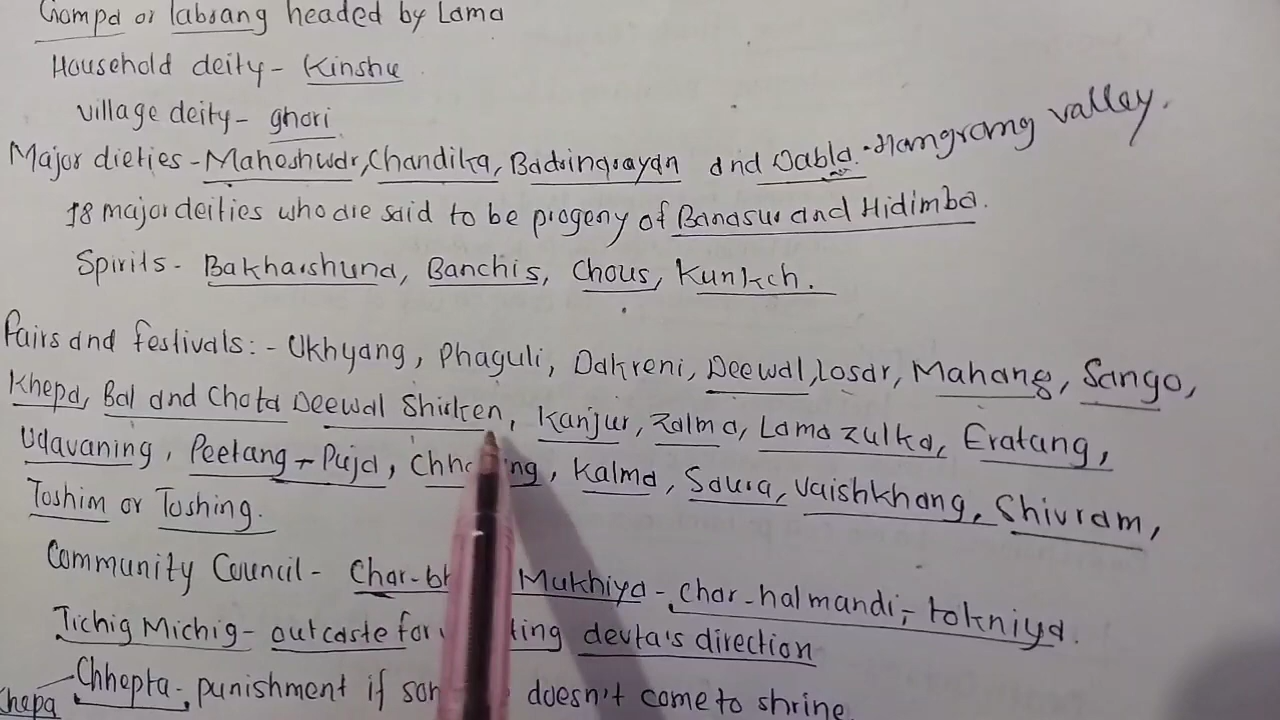 Gompa or labrang headed by Lama
Household deity- Kinshu
village deity- ghori
Major dieties - Maheshwar, Chandika, Badrinarayan and Dabla. Hangrang valley.
18 major deities who are said to be progeny of Banasur and Hidimba.
Spirits- Bakharshund, Banchis, Chous, Kunkch.
Fairs and festivals:- Ukhyang, Phaguli, Dakreni, Deewal, Losar, Mahang, Sango,
Khepa, Bal and Chota Deewal Shirken, Kanjur, Zalma, Lama zulka, Eratang,
Udavaning, Peetang-Puja, Kalma, Saura, Vaishkhang, Shivram,
Toshim or Toshing.
Community Council- Mukhiya- char-halmandi,- tokniya.
Tichig Michig- outcaste for devta's direction
Chhepta- punishment if doesn't come to shrine.
Khepa